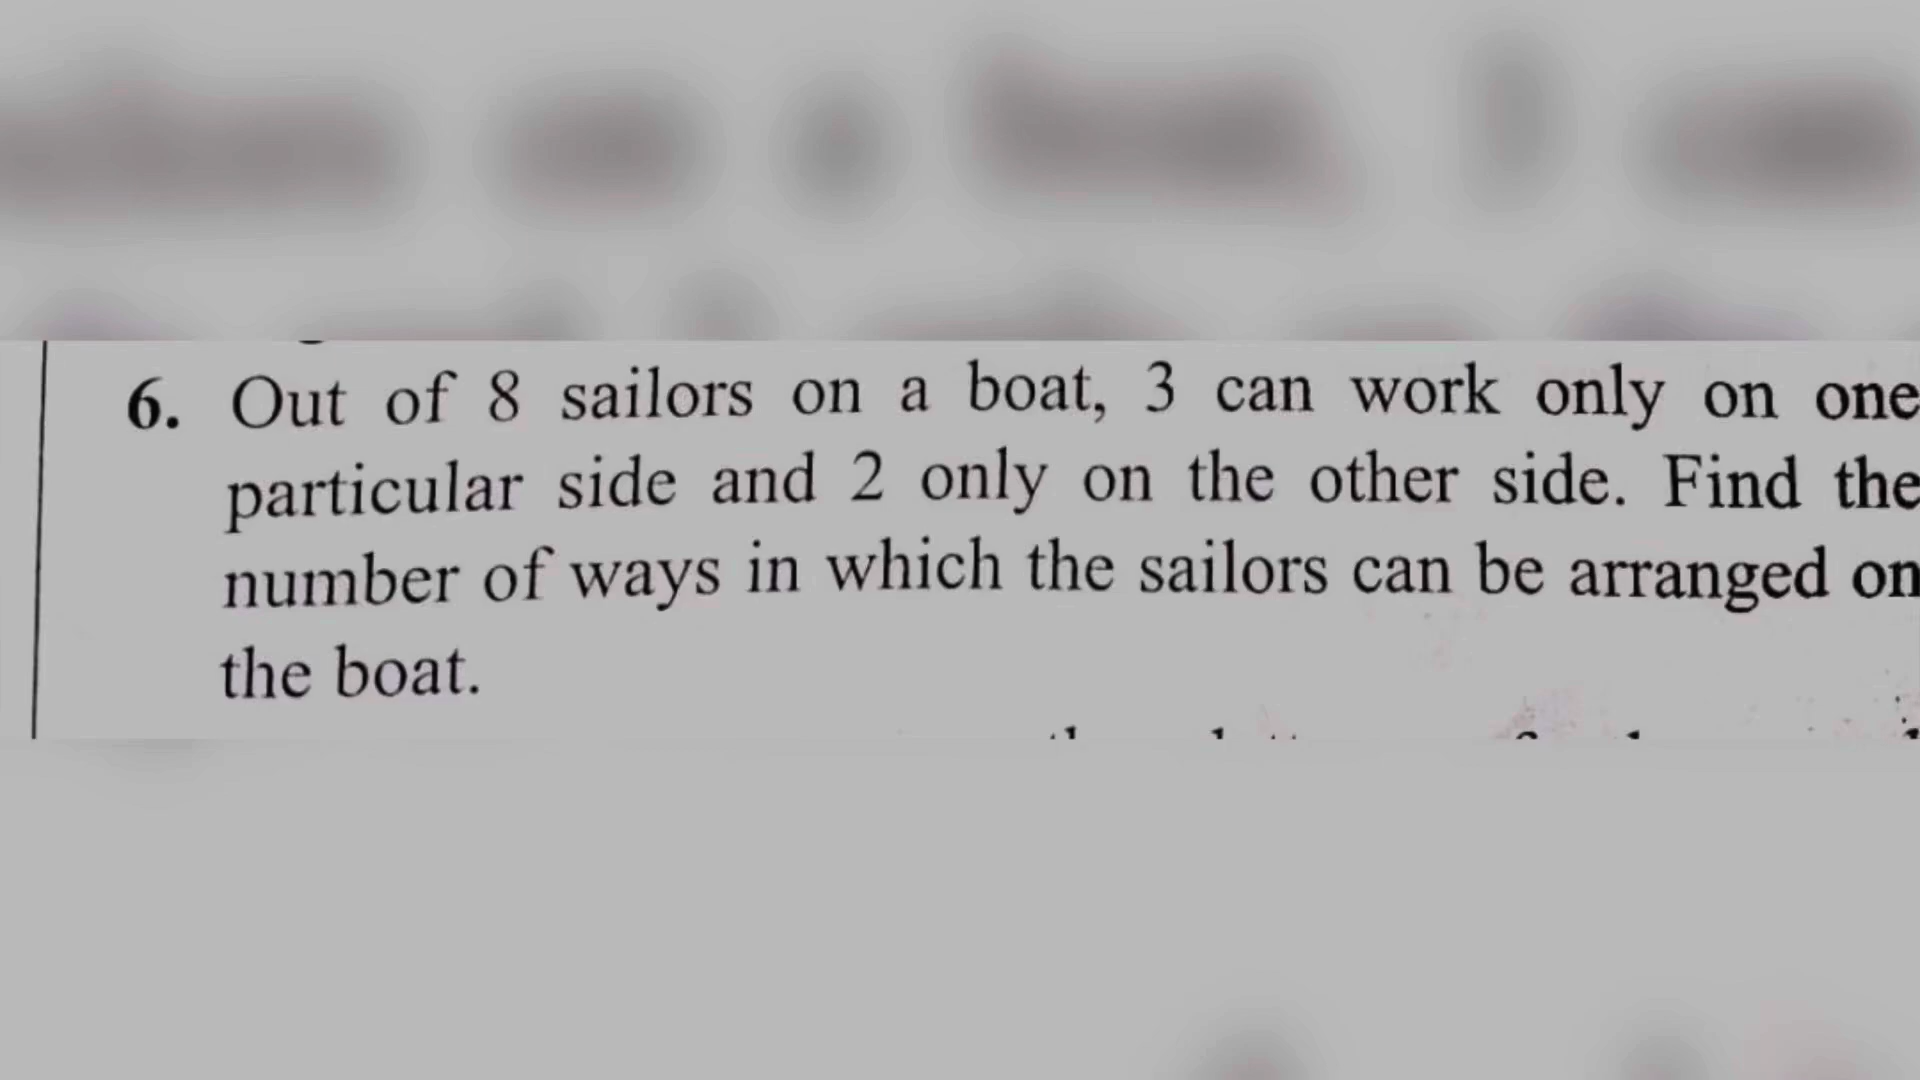 6. Out of 8 sailors on a boat, 3 can work only on one
particular side and 2 only on the other side. Find the
number of ways in which the sailors can be arranged on
the boat.